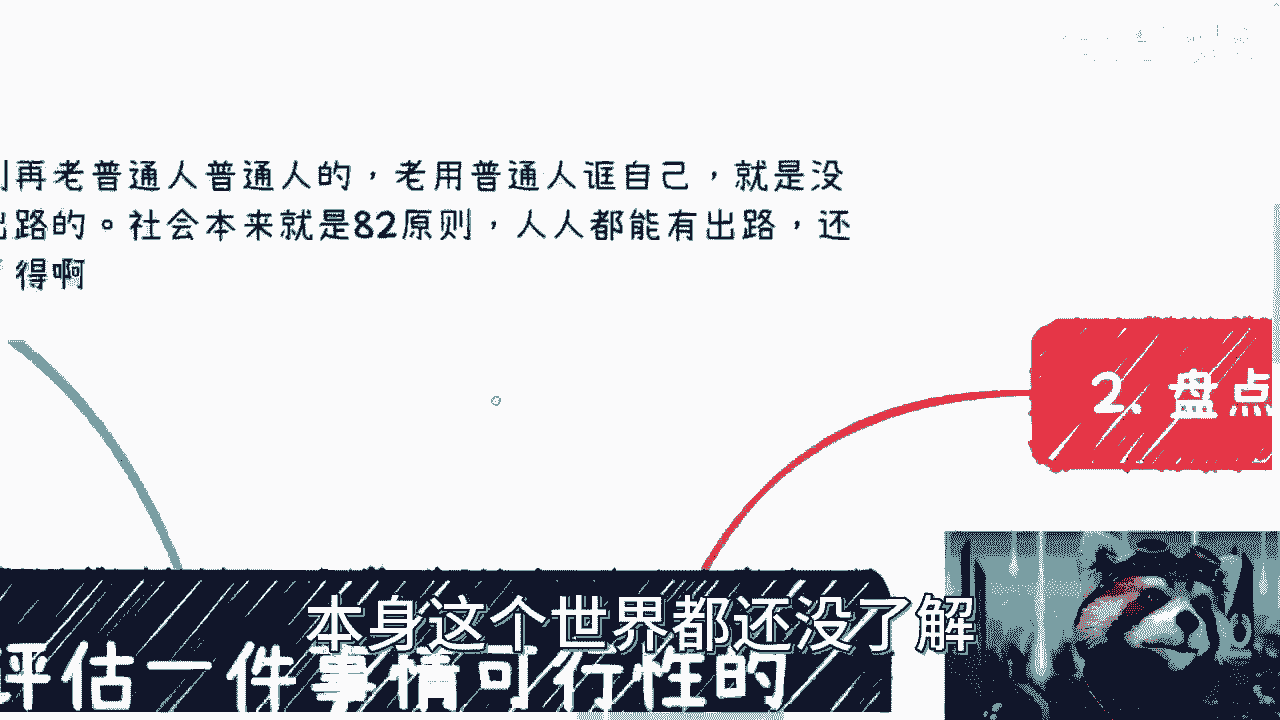 再老普通人普通人的，老用普通人诓自己，就是没
出路的。社会本来就是82原则，人人都能有出路，还
得啊
2. 盘点
本身这个世界都还没了解
评估一件事情可行性的